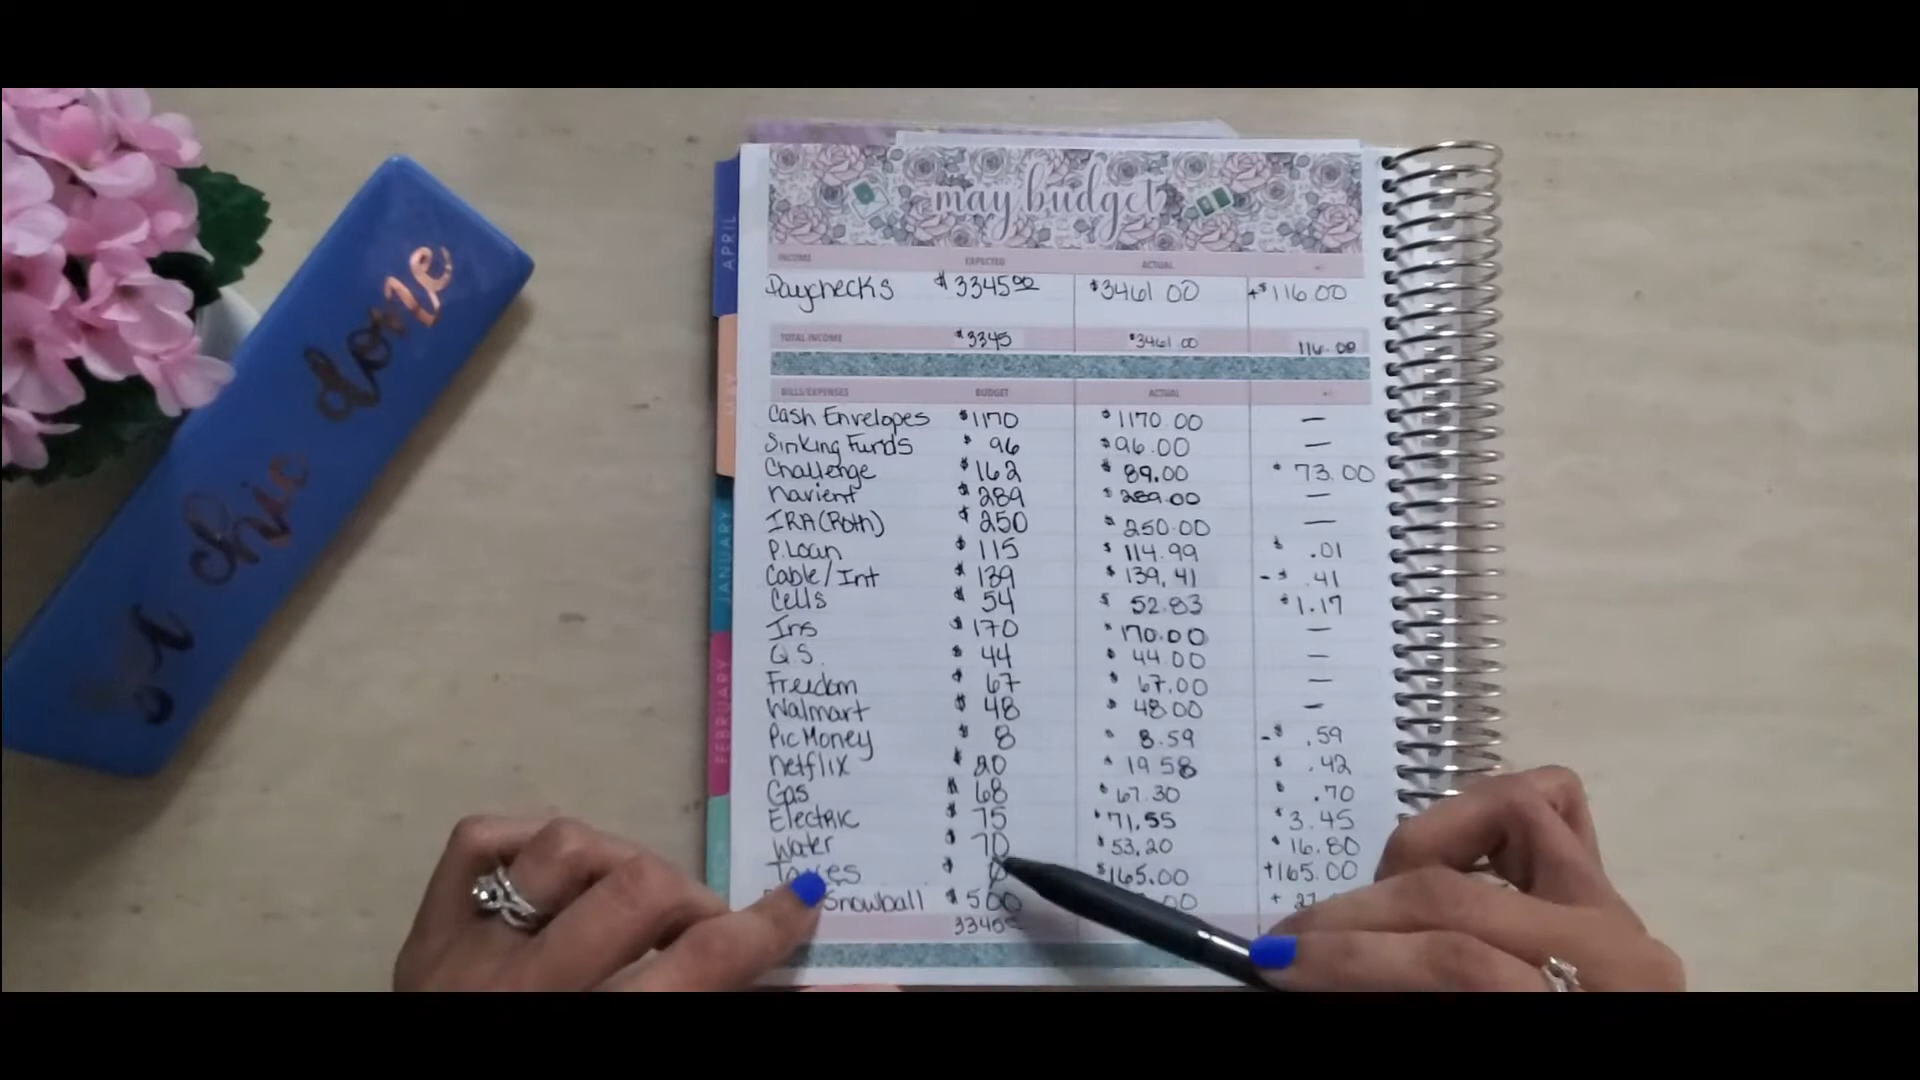 may budget
INCOME EXPECTED ACTUAL +/-
Paychecks $3345.00 $3461 00 +$116.00
TOTAL INCOME $3345 $3461.00 116.00
BILLS/EXPENSES BUDGET ACTUAL +/-
Cash Envelopes $1170 $1170.00 —
Sinking Funds $96 $96.00 —
Challenge $162 $89.00 $73.00
Navient $289 $289.00 —
IRA(Roth) $250 $250.00 —
P.Loan $115 $114.99 $.01
Cable/Int $139 $139.41 -$.41
Cells $54 $52.83 $1.17
Ins $170 $170.00 —
Q.S. $44 $44.00 —
Freedom $67 $67.00 —
Walmart $48 $48.00 —
Pic Money $8 $8.59 -$.59
Netflix $20 $19.58 $.42
Gas $68 $67.30 $.70
Electric $75 $71.55 $3.45
Water $70 $53.20 $16.80
Taxes $0 $165.00 +165.00
Snowball $500
APRIL
JANUARY
FEBRUARY
chic done